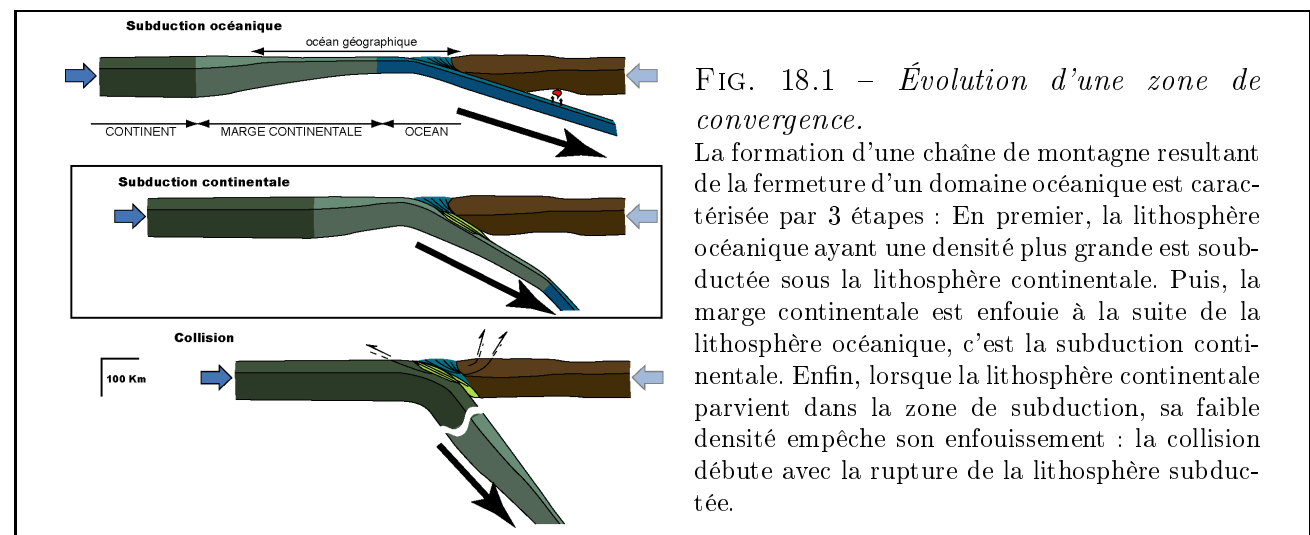 Subduction océanique
océan géographique
CONTINENT
MARGE CONTINENTALE
OCEAN
Subduction continentale
Collision
100 Km
FIG. 18.1 – Évolution d'une zone de
convergence.
La formation d'une chaîne de montagne resultant
de la fermeture d'un domaine océanique est carac-
térisée par 3 étapes : En premier, la lithosphère
océanique ayant une densité plus grande est soub-
ductée sous la lithosphère continentale. Puis, la
marge continentale est enfouie à la suite de la
lithosphère océanique, c'est la subduction conti-
nentale. Enfin, lorsque la lithosphère continentale
parvient dans la zone de subduction, sa faible
densité empêche son enfouissement : la collision
débute avec la rupture de la lithosphère subduc-
tée.